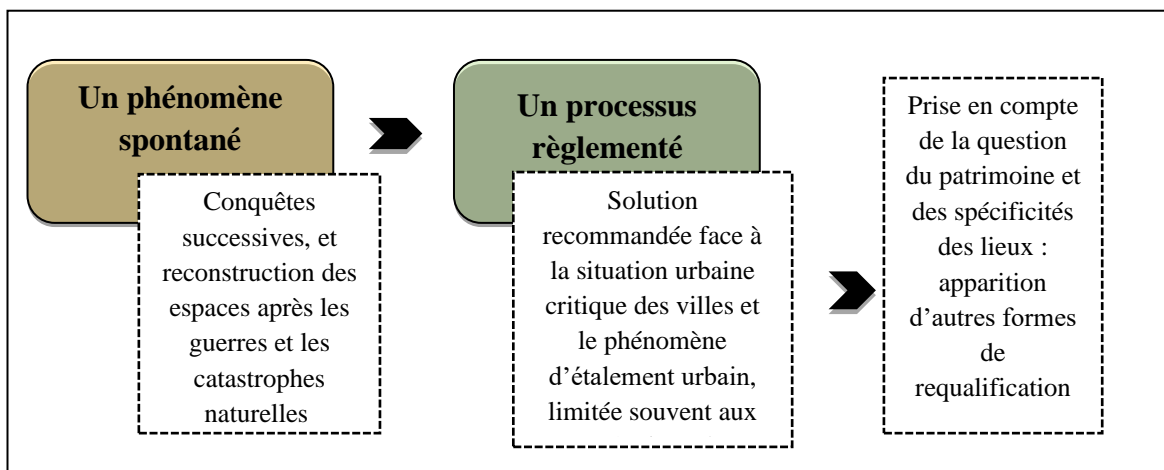 Un phénomène
spontané
Conquêtes
successives, et
reconstruction des
espaces après les
guerres et les
catastrophes
naturelles
Un processus
règlementé
Solution
recommandée face à
la situation urbaine
critique des villes et
le phénomène
d’étalement urbain,
limitée souvent aux
Prise en compte
de la question
du patrimoine et
des spécificités
des lieux :
apparition
d’autres formes
de
requalification